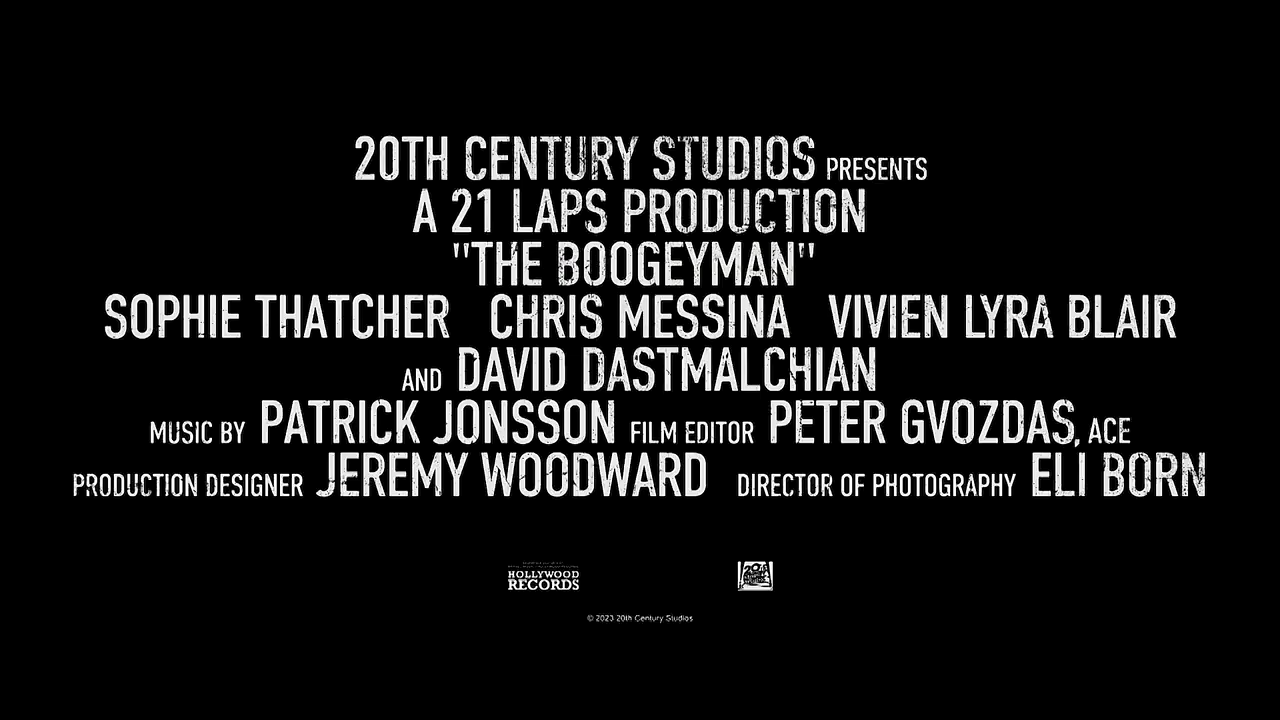 20TH CENTURY STUDIOS PRESENTS
A 21 LAPS PRODUCTION
"THE BOOGEYMAN"
SOPHIE THATCHER CHRIS MESSINA VIVIEN LYRA BLAIR
AND DAVID DASTMALCHIAN
MUSIC BY PATRICK JONSSON FILM EDITOR PETER GVOZDAS, ACE
PRODUCTION DESIGNER JEREMY WOODWARD DIRECTOR OF PHOTOGRAPHY ELI BORN
HOLLYWOOD
RECORDS
© 2023 20th Century Studios